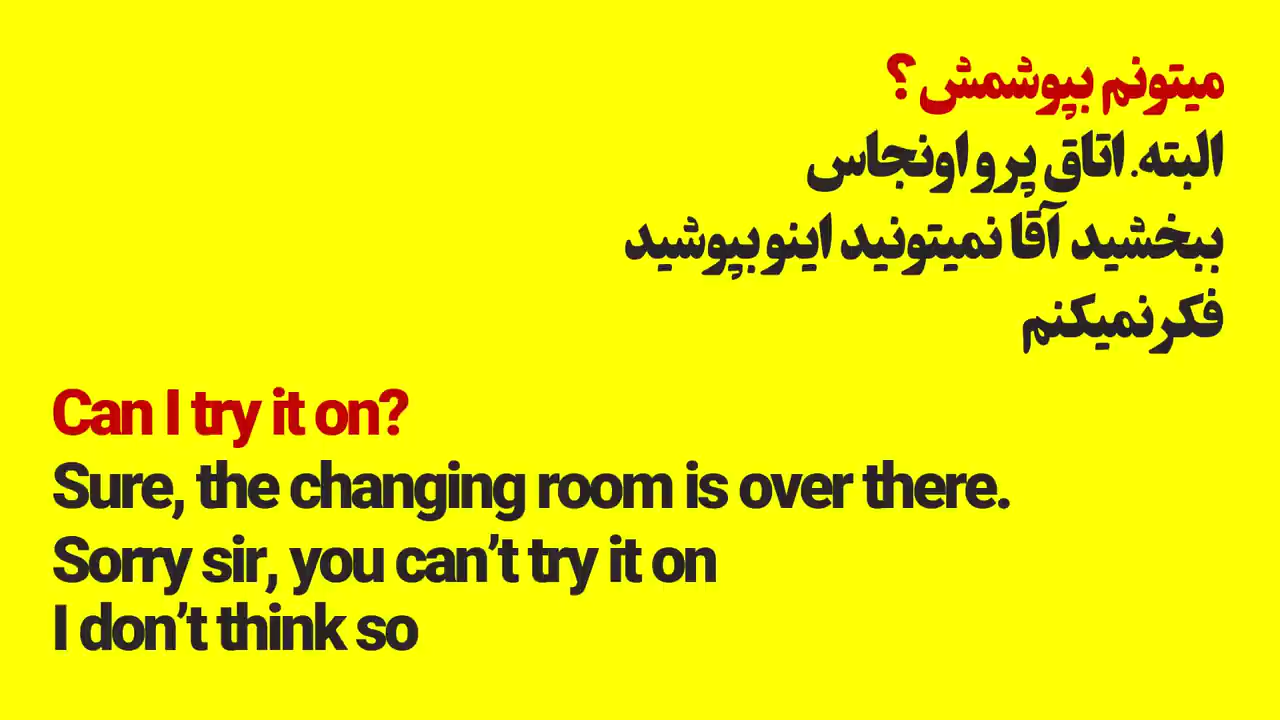 میتونم بپوشمش ؟
البته. اتاق پرو اونجاس
ببخشید آقا نمیتونید اینو بپوشید
فکر نمیکنم
Can I try it on?
Sure, the changing room is over there.
Sorry sir, you can’t try it on
I don’t think so